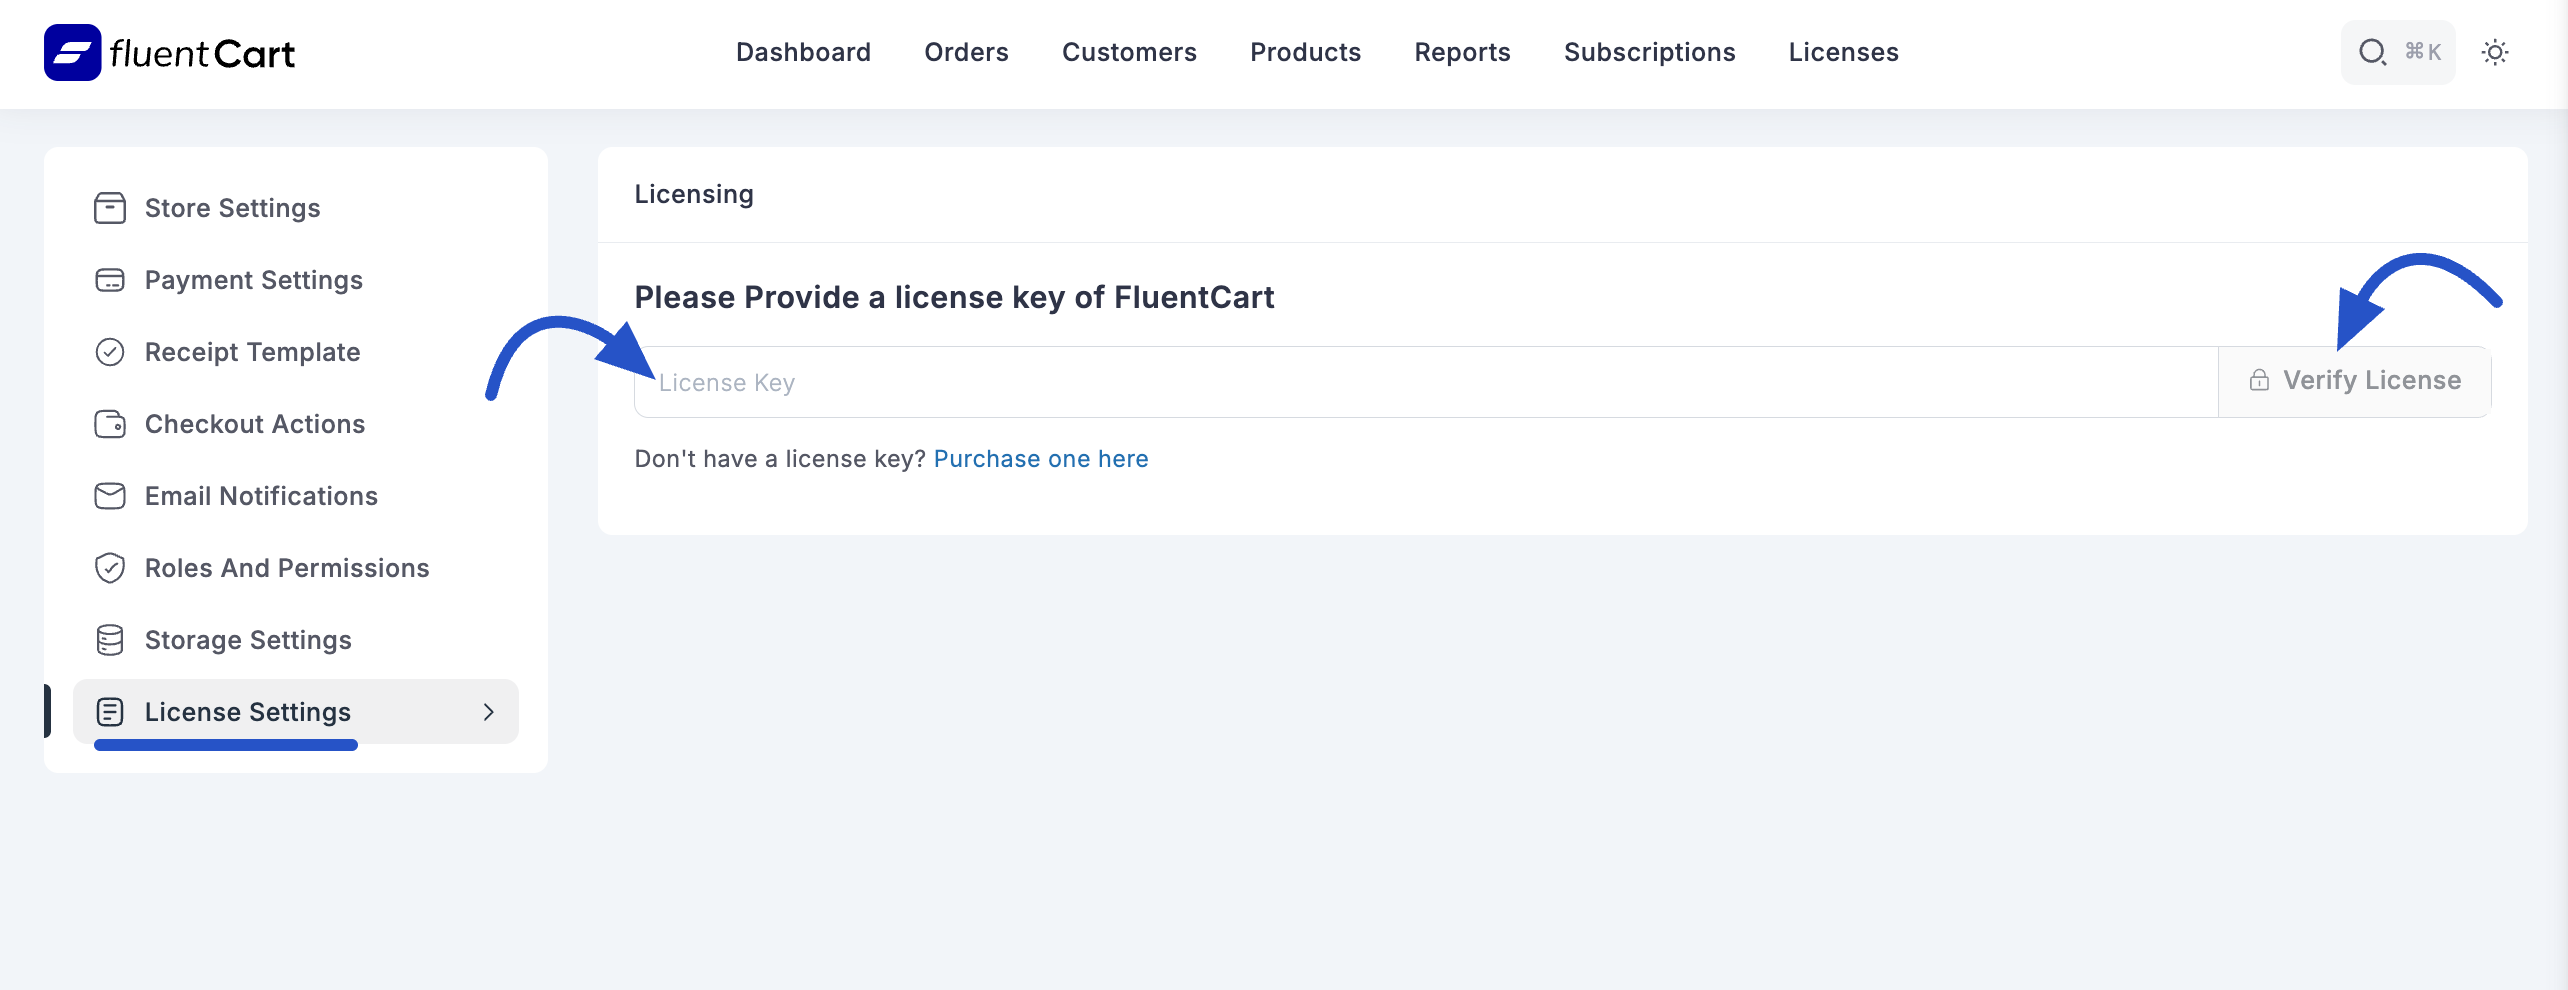 fluentCart
Dashboard Orders Customers Products Reports Subscriptions Licenses
⌘K
Store Settings
Payment Settings
Receipt Template
Checkout Actions
Email Notifications
Roles And Permissions
Storage Settings
License Settings
Licensing
Please Provide a license key of FluentCart
License Key
Verify License
Don't have a license key? Purchase one here